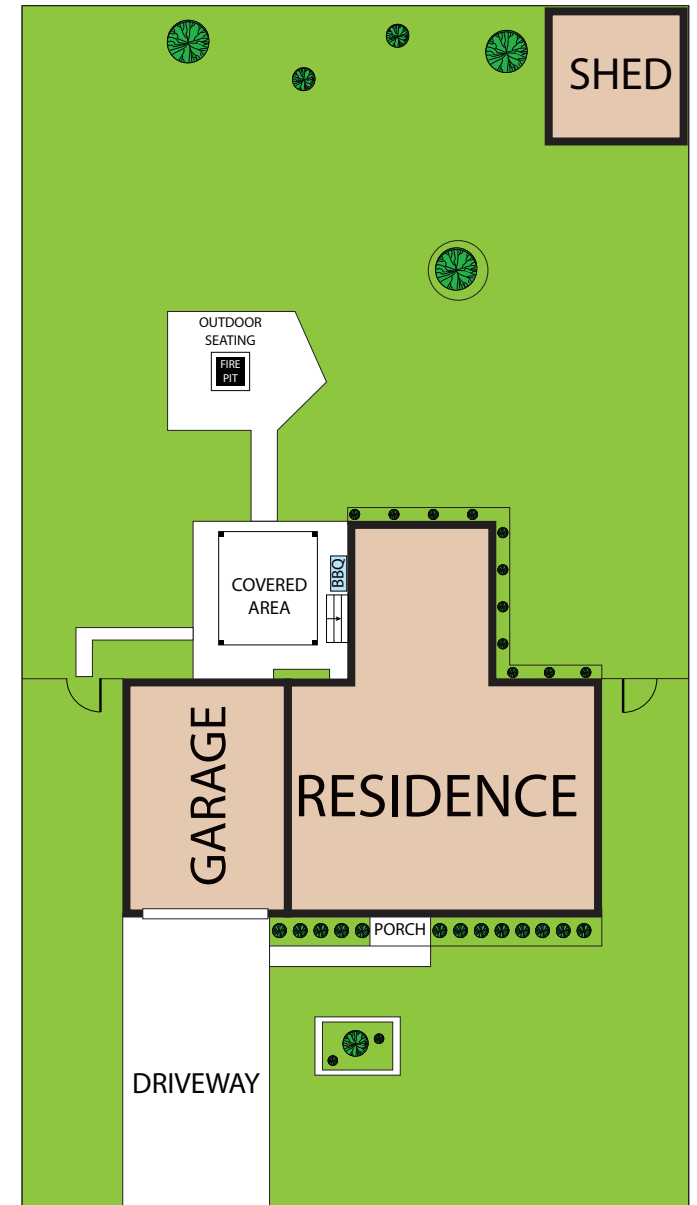 SHED
OUTDOOR
SEATING
FIRE
PIT
COVERED
AREA
BBQ
GARAGE
RESIDENCE
PORCH
DRIVEWAY